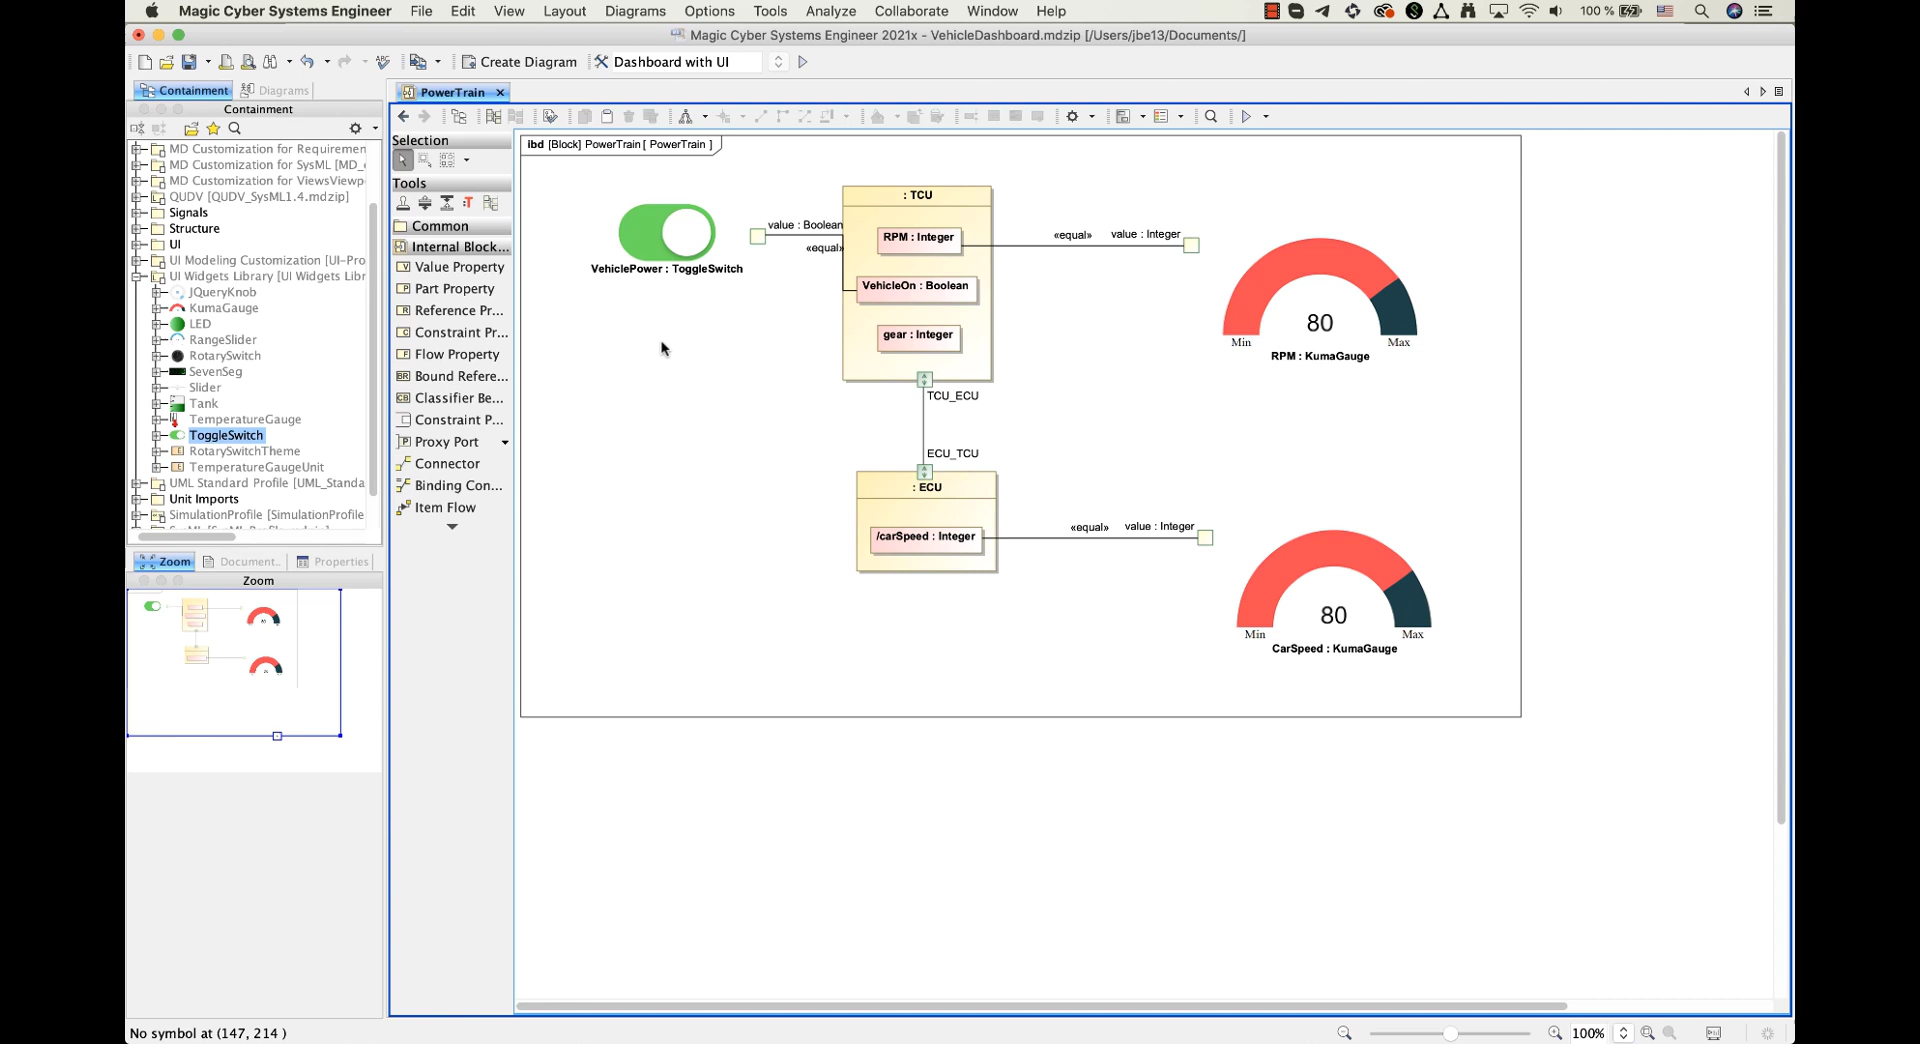 Magic Cyber Systems Engineer File Edit View Layout Diagrams Options Tools Analyze Collaborate Window Help 100 %
Magic Cyber Systems Engineer 2021x - VehicleDashboard.mdzip [/Users/jbe13/Documents/]
Create Diagram Dashboard with UI
Containment Diagrams
Containment
MD Customization for Requiremen
MD Customization for SysML [MD_
MD Customization for ViewsViewp
QUDV [QUDV_SysML1.4.mdzip]
Signals
Structure
UI
UI Modeling Customization [UI-Pro
UI Widgets Library [UI Widgets Libr
JQueryKnob
KumaGauge
LED
RangeSlider
RotarySwitch
SevenSeg
Slider
Tank
TemperatureGauge
ToggleSwitch
RotarySwitchTheme
TemperatureGaugeUnit
UML Standard Profile [UML_Standa
Unit Imports
SimulationProfile [SimulationProfile
Zoom Document.. Properties
Zoom
PowerTrain
Selection
Tools
Common
Internal Block...
Value Property
Part Property
Reference Pr...
Constraint Pr...
Flow Property
Bound Refere...
Classifier Be...
Constraint P...
Proxy Port
Connector
Binding Con...
Item Flow
ibd [Block] PowerTrain [ PowerTrain ]
VehiclePower : ToggleSwitch
value : Boolean
«equal»
: TCU
RPM : Integer
VehicleOn : Boolean
gear : Integer
«equal» value : Integer
80
Min Max
RPM : KumaGauge
TCU_ECU
ECU_TCU
: ECU
/carSpeed : Integer
«equal» value : Integer
80
Min Max
CarSpeed : KumaGauge
No symbol at (147, 214 )
100%